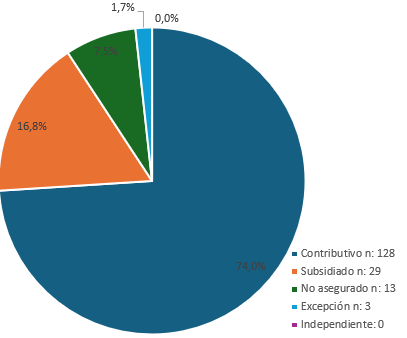 1,7%
0,0%
7,5%
16,8%
74,0%
Contributivo n: 128
Subsidiado n: 29
No asegurado n: 13
Excepción n: 3
Independiente: 0